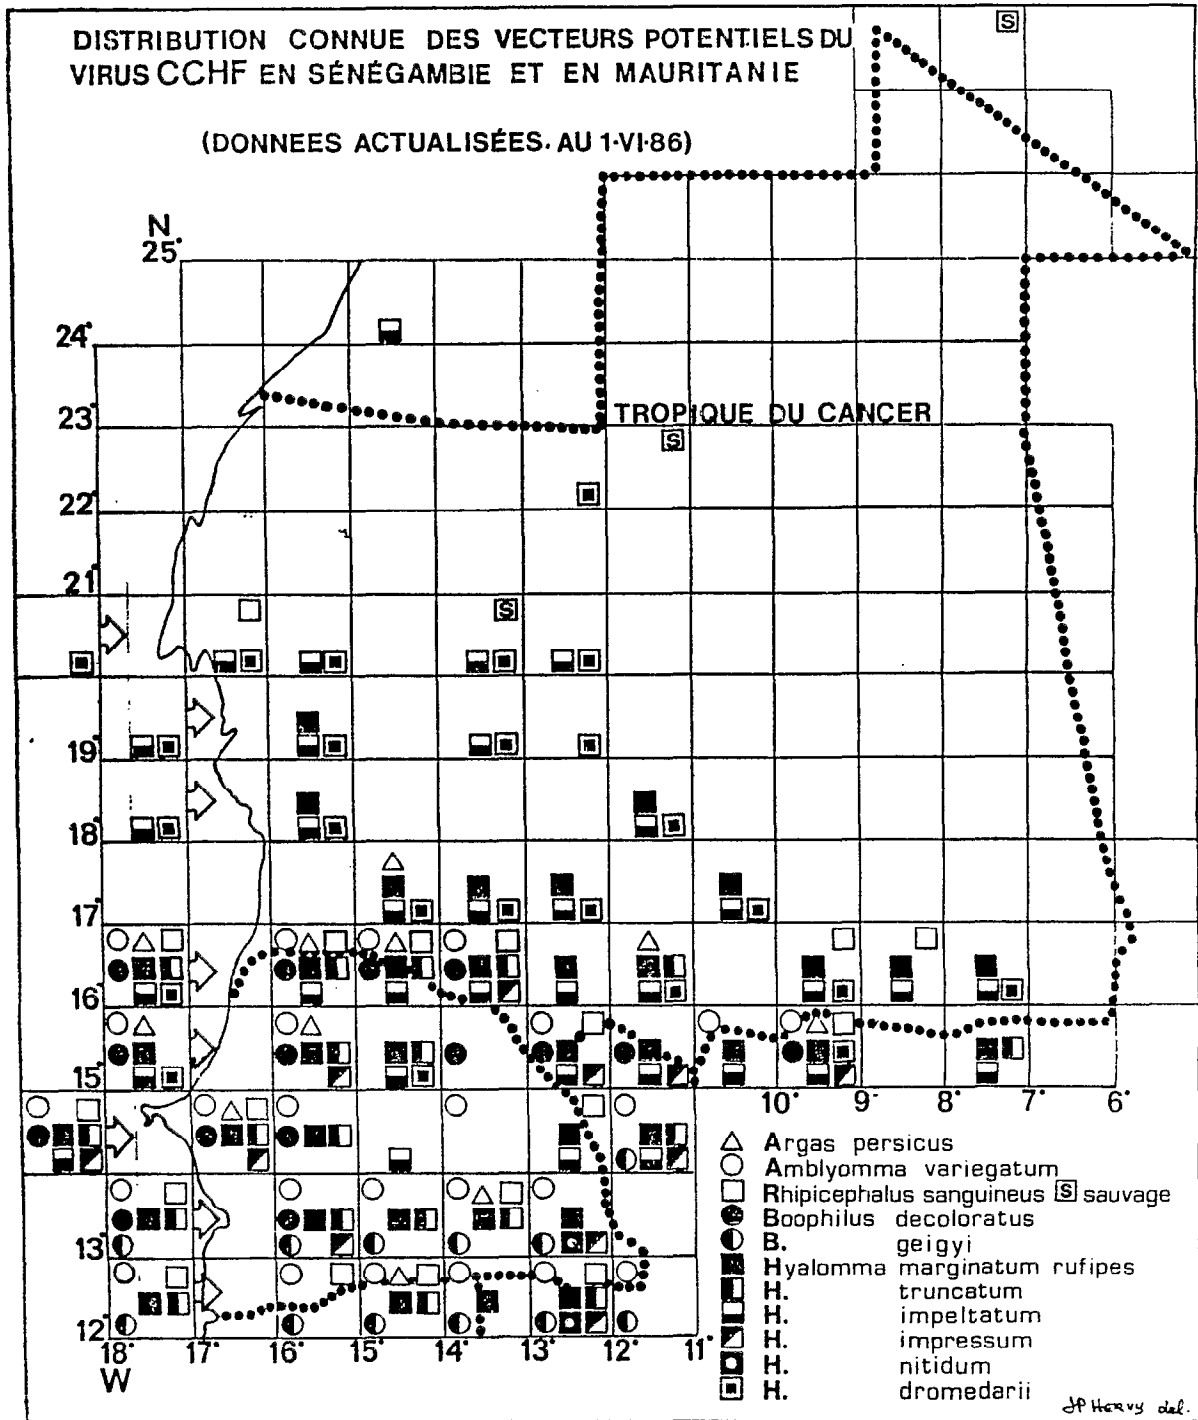 DISTRIBUTION CONNUE DES VECTEURS POTENTIELS DU
VIRUS CCHF EN SÉNÉGAMBIE ET EN MAURITANIE
(DONNEES ACTUALISÉES. AU 1·VI·86)
S
N
25°
24°
23°
TROPIQUE DU CANCER
S
22°
21°
S
19°
18°
17°
16°
15°
10° 9° 8° 7° 6°
Argas persicus
Amblyomma variegatum
Rhipicephalus sanguineus S sauvage
Boophilus decoloratus
B. geigyi
Hyalomma marginatum rufipes
H. truncatum
H. impeltatum
H. impressum
H. nitidum
H. dromedarii
13°
12°
18° 17° 16° 15° 14° 13° 12° 11°
W
JP HERVY del.